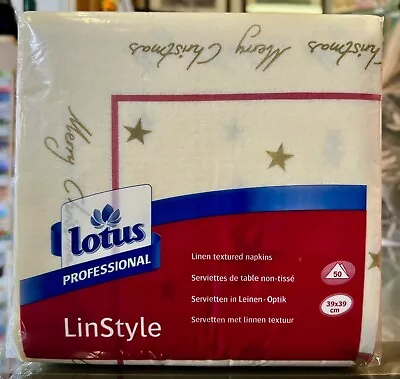 Merry Christmas
Christmas
Merry
Merry C
lotus
PROFESSIONAL
LinStyle
Linen textured napkins
Serviettes de table non-tissé
Servietten in Leinen-Optik
Servetten met linnen textuur
50
39x39
cm